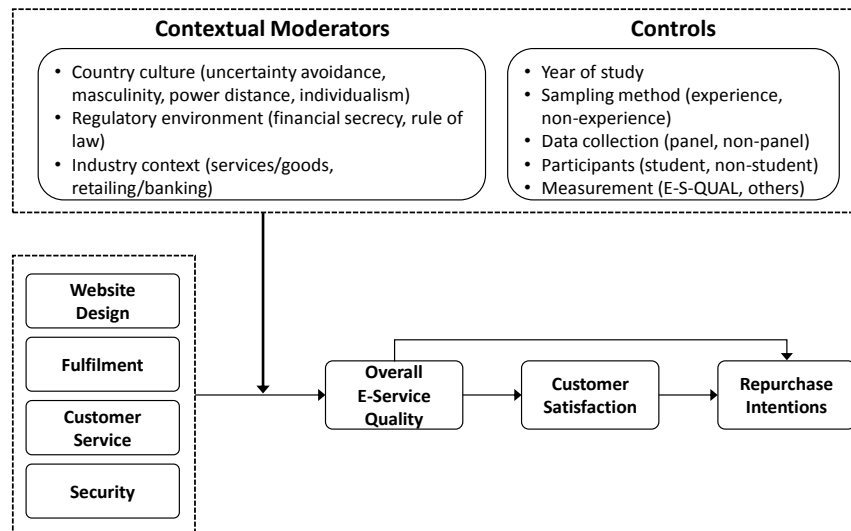 Contextual Moderators
• Country culture (uncertainty avoidance,
masculinity, power distance, individualism)
• Regulatory environment (financial secrecy, rule of
law)
• Industry context (services/goods,
retailing/banking)
Controls
• Year of study
• Sampling method (experience,
non-experience)
• Data collection (panel, non-panel)
• Participants (student, non-student)
• Measurement (E-S-QUAL, others)
Website
Design
Fulfilment
Customer
Service
Security
Overall
E-Service
Quality
Customer
Satisfaction
Repurchase
Intentions